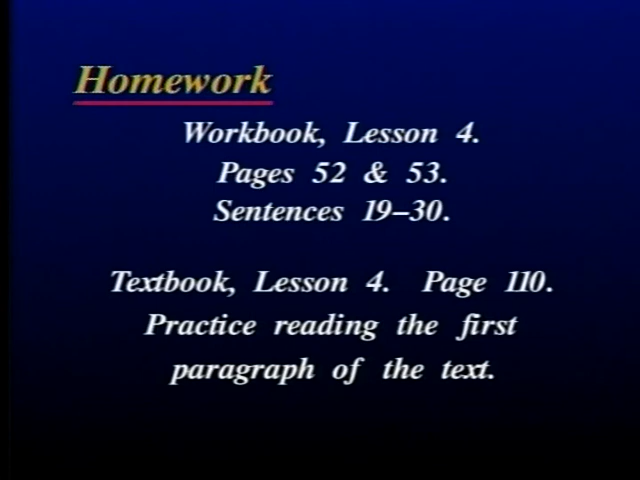 Homework
Workbook, Lesson 4.
Pages 52 & 53.
Sentences 19–30.
Textbook, Lesson 4. Page 110.
Practice reading the first
paragraph of the text.